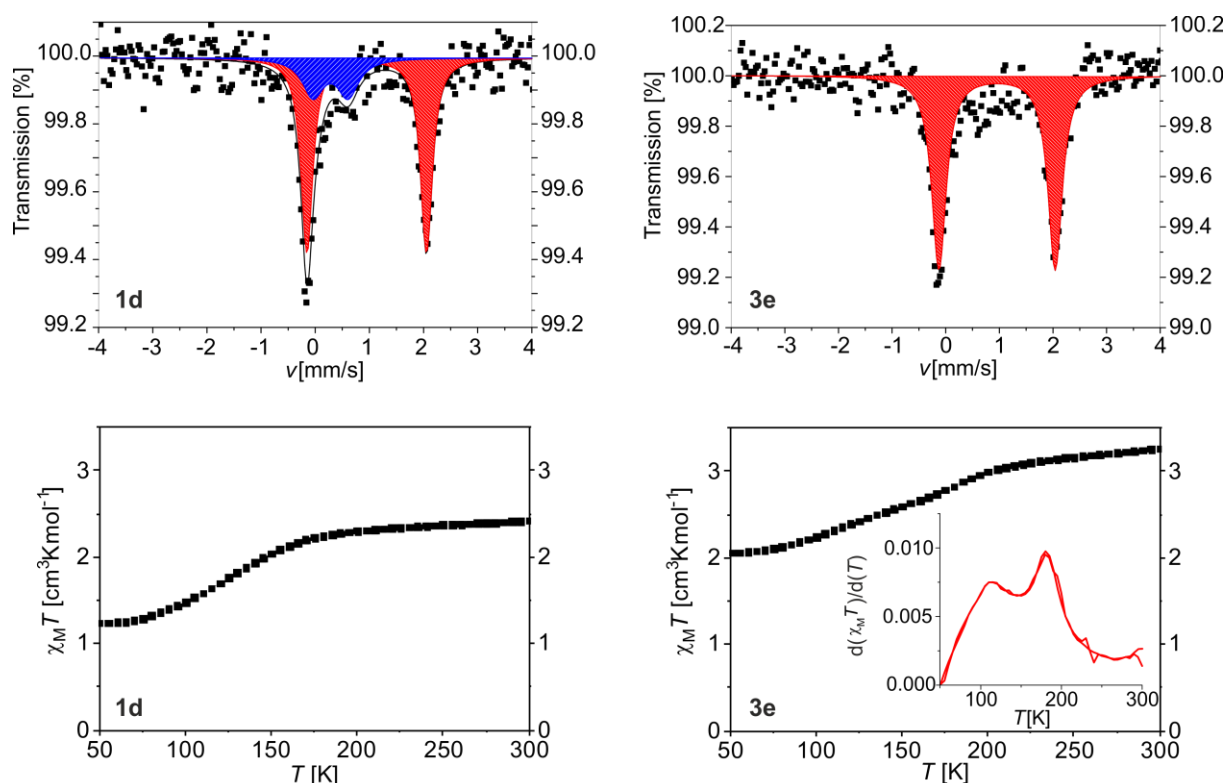 Transmission [%]
100.0
99.8
99.6
99.4
99.2
100.0
99.8
99.6
99.4
99.2
1d
-4 -3 -2 -1 0 1 2 3 4
v[mm/s]
Transmission [%]
100.2
100.0
99.8
99.6
99.4
99.2
99.0
100.2
100.0
99.8
99.6
99.4
99.2
99.0
3e
-4 -3 -2 -1 0 1 2 3 4
v[mm/s]
χMT [cm³Kmol⁻¹]
3
2
1
0
3
2
1
0
1d
50 100 150 200 250 300
T [K]
χMT [cm³Kmol⁻¹]
3
2
1
0
3
2
1
0
3e
50 100 150 200 250 300
T [K]
d(χMT)/d(T)
0.010
0.005
0.000
100 200 300
T[K]